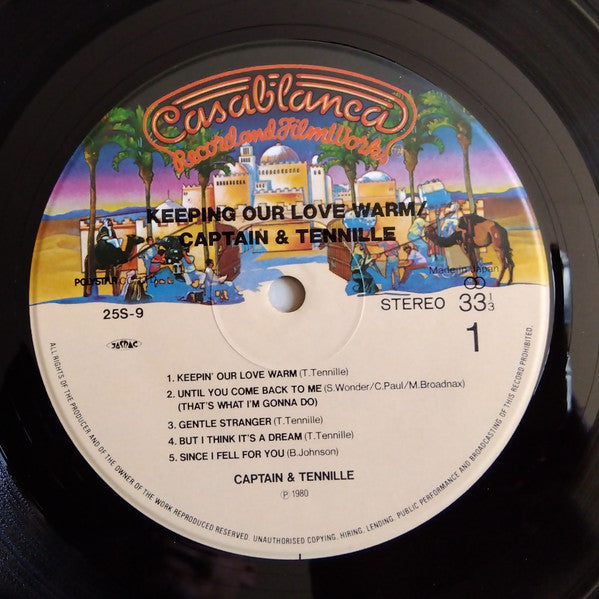 Casablanca
Record and FilmWorks
KEEPING OUR LOVE WARM/
CAPTAIN & TENNILLE
POLYSTAR
Made in Japan
25S-9
STEREO 33 1/3
JASRAC
1
1. KEEPIN' OUR LOVE WARM (T.Tennille)
2. UNTIL YOU COME BACK TO ME (S.Wonder/C.Paul/M.Broadnax)
(THAT'S WHAT I'M GONNA DO)
3. GENTLE STRANGER (T.Tennille)
4. BUT I THINK IT'S A DREAM (T.Tennille)
5. SINCE I FELL FOR YOU (B.Johnson)
CAPTAIN & TENNILLE
Ⓟ 1980
ALL RIGHTS OF THE PRODUCER AND OF THE OWNER OF THE WORK REPRODUCED RESERVED. UNAUTHORISED COPYING, HIRING, LENDING, PUBLIC PERFORMANCE AND BROADCASTING OF THIS RECORD PROHIBITED.